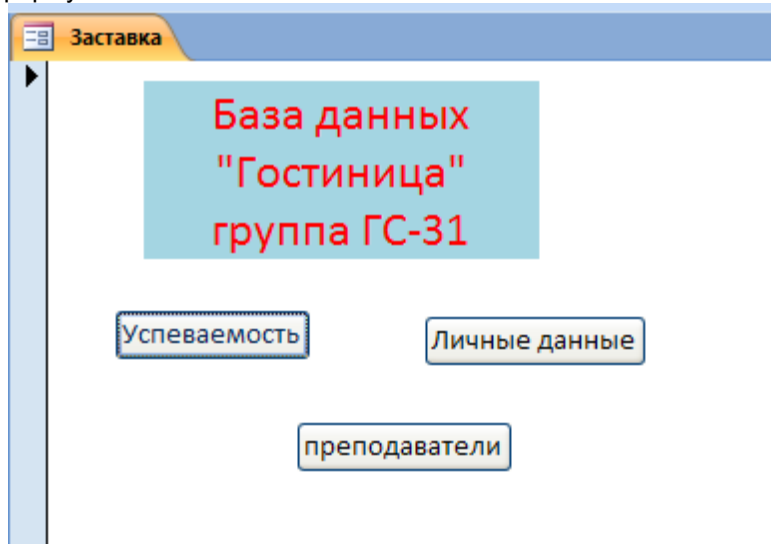 Заставка
База данных
"Гостиница"
группа ГС-31
Успеваемость
Личные данные
преподаватели